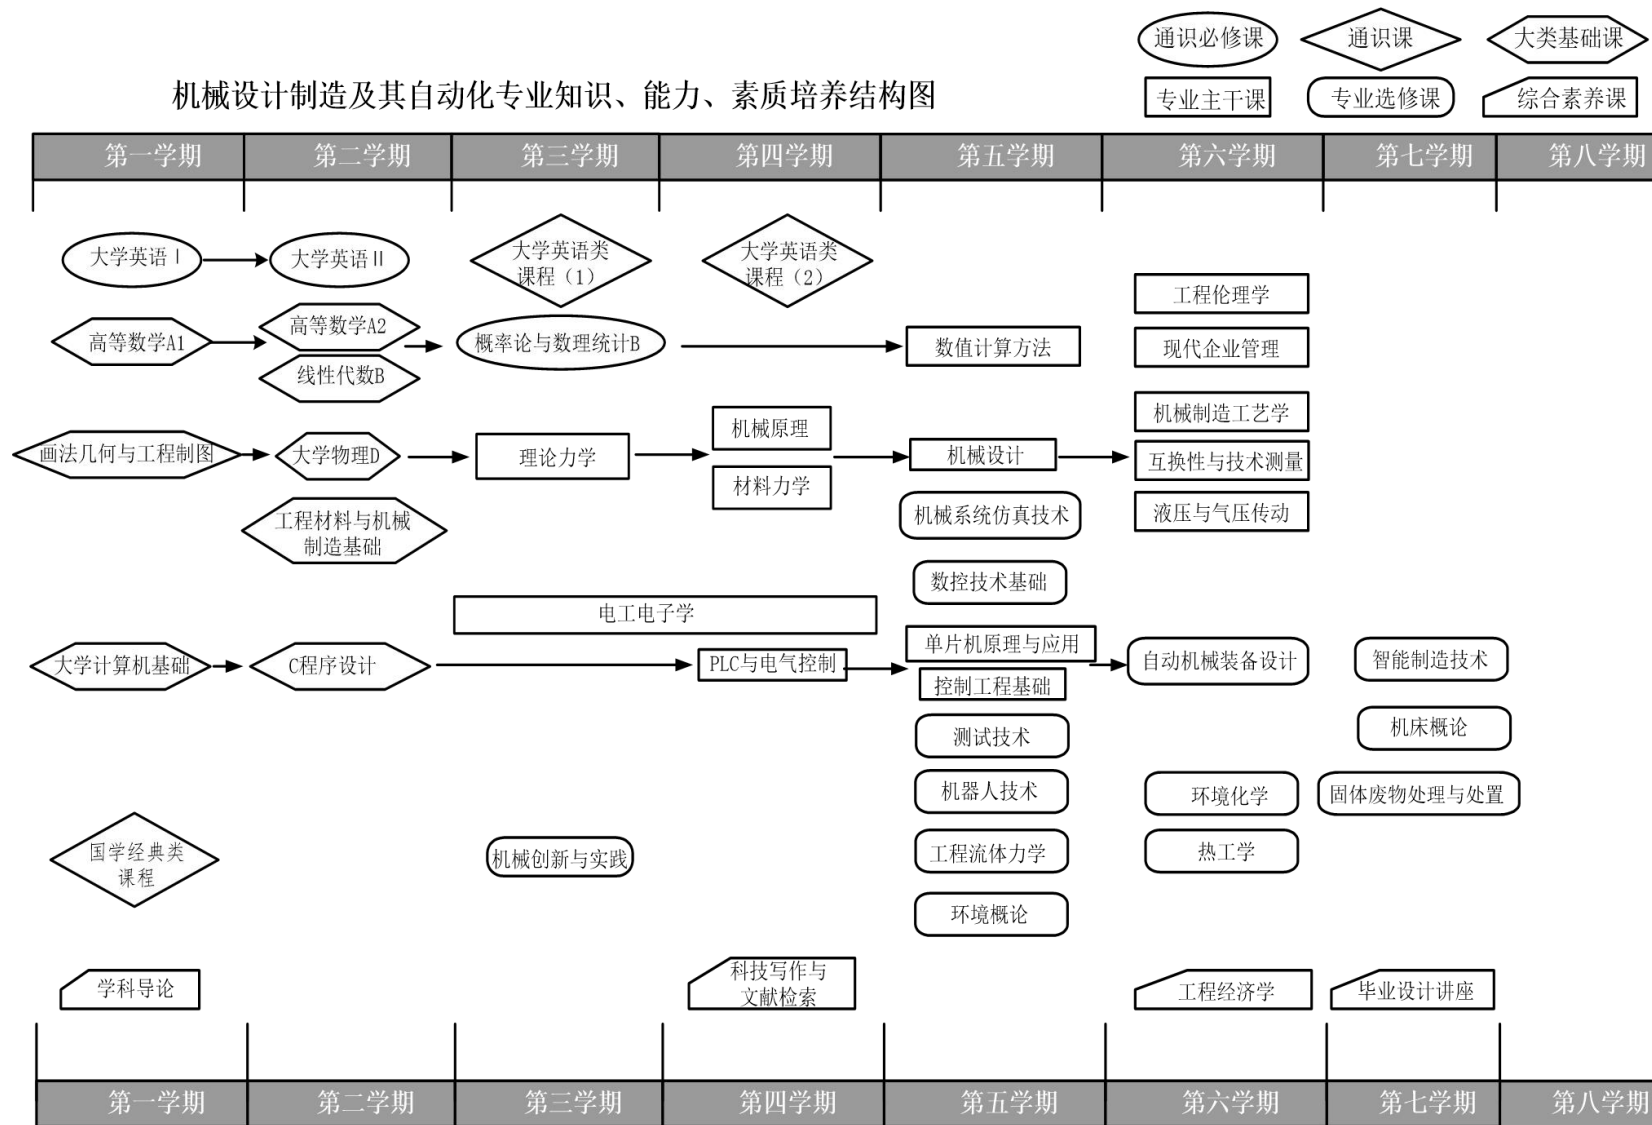 通识必修课
通识课
大类基础课
机械设计制造及其自动化专业知识、能力、素质培养结构图
专业主干课
专业选修课
综合素养课
第一学期
第二学期
第三学期
第四学期
第五学期
第六学期
第七学期
第八学期
大学英语Ⅰ
大学英语Ⅱ
大学英语类
课程（1）
大学英语类
课程（2）
工程伦理学
高等数学A1
高等数学A2
线性代数B
概率论与数理统计B
数值计算方法
现代企业管理
机械制造工艺学
画法几何与工程制图
大学物理D
理论力学
机械原理
材料力学
机械设计
互换性与技术测量
液压与气压传动
工程材料与机械
制造基础
机械系统仿真技术
数控技术基础
电工电子学
大学计算机基础
C程序设计
PLC与电气控制
单片机原理与应用
控制工程基础
自动机械装备设计
智能制造技术
测试技术
机床概论
机器人技术
环境化学
固体废物处理与处置
国学经典类
课程
机械创新与实践
工程流体力学
热工学
环境概论
学科导论
科技写作与
文献检索
工程经济学
毕业设计讲座
第一学期
第二学期
第三学期
第四学期
第五学期
第六学期
第七学期
第八学期